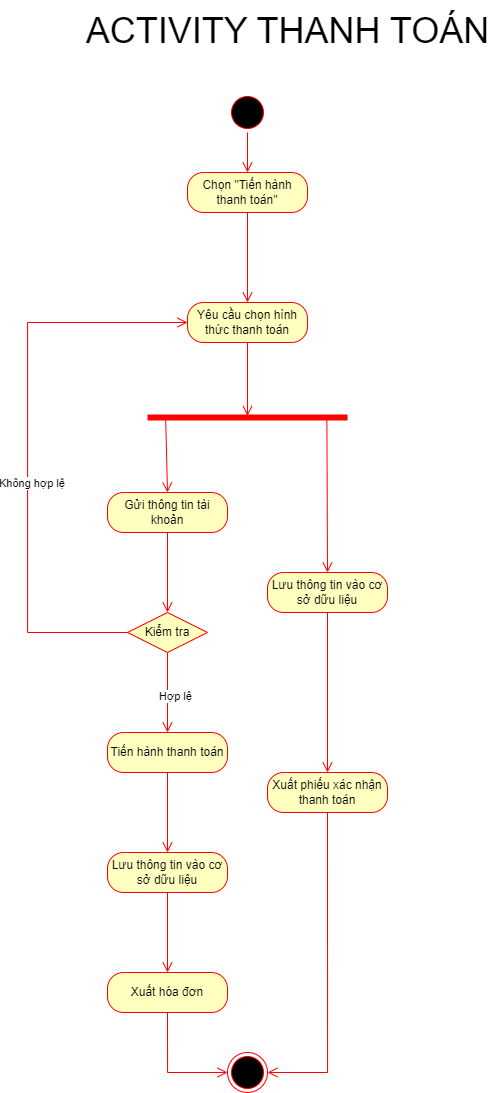 ACTIVITY THANH TOÁN
Chọn "Tiến hành
thanh toán"
Yêu cầu chọn hình
thức thanh toán
Không hợp lệ
Gửi thông tin tài
khoản
Lưu thông tin vào cơ
sở dữu liệu
Kiểm tra
Hợp lệ
Tiến hành thanh toán
Xuất phiếu xác nhận
thanh toán
Lưu thông tin vào cơ
sở dữu liệu
Xuất hóa đơn